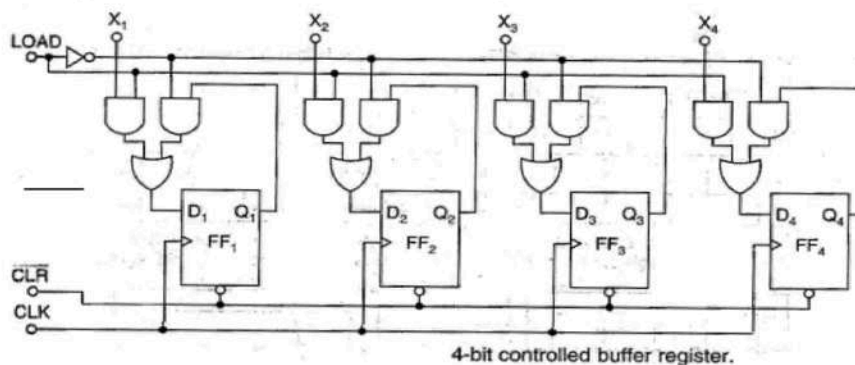 X₁ X₂ X₃ X₄
LOAD
D₁ Q₁ D₂ Q₂ D₃ Q₃ D₄ Q₄
FF₁ FF₂ FF₃ FF₄
CLR
CLK
4-bit controlled buffer register.